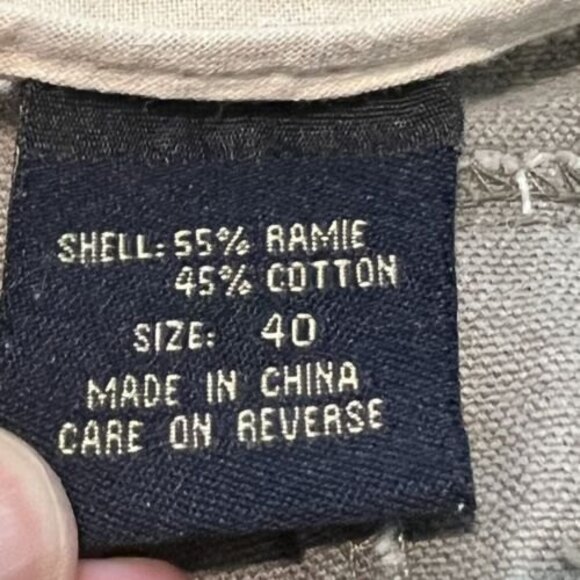 SHELL: 55% RAMIE
45% COTTON
SIZE: 40
MADE IN CHINA
CARE ON REVERSE